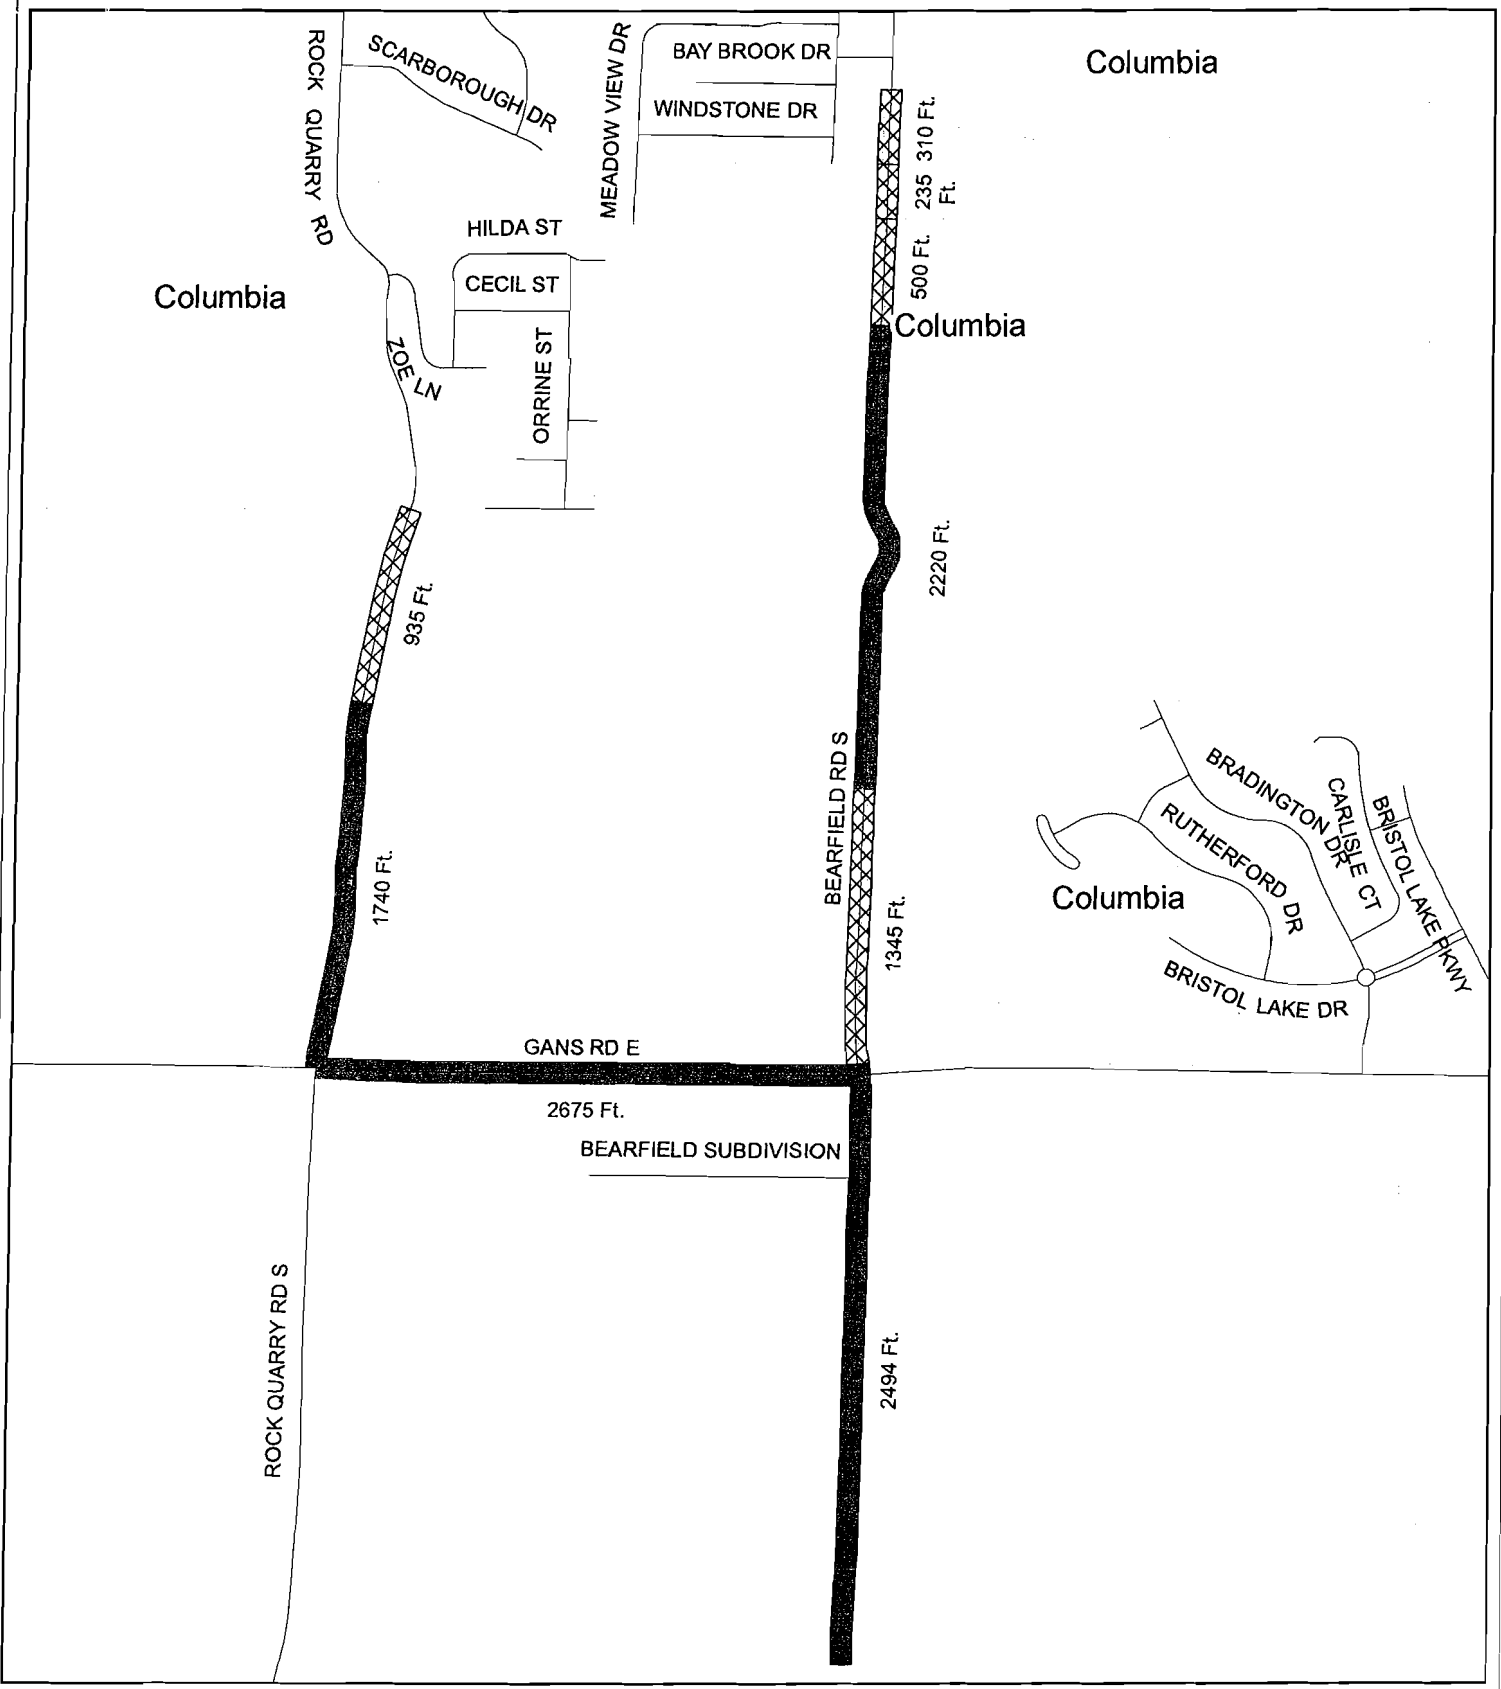 ROCK QUARRY RD
SCARBOROUGH DR
MEADOW VIEW DR
BAY BROOK DR
WINDSTONE DR
Columbia
310 Ft.
235 Ft.
500 Ft.
HILDA ST
CECIL ST
Columbia
Columbia
ZOE LN
ORRINE ST
935 Ft.
2220 Ft.
BEARFIELD RD S
BRADINGTON DR
CARLISLE CT
BRISTOL LAKE PKWY
RUTHERFORD DR
1740 Ft.
Columbia
1345 Ft.
BRISTOL LAKE DR
GANS RD E
2675 Ft.
BEARFIELD SUBDIVISION
ROCK QUARRY RD S
2494 Ft.